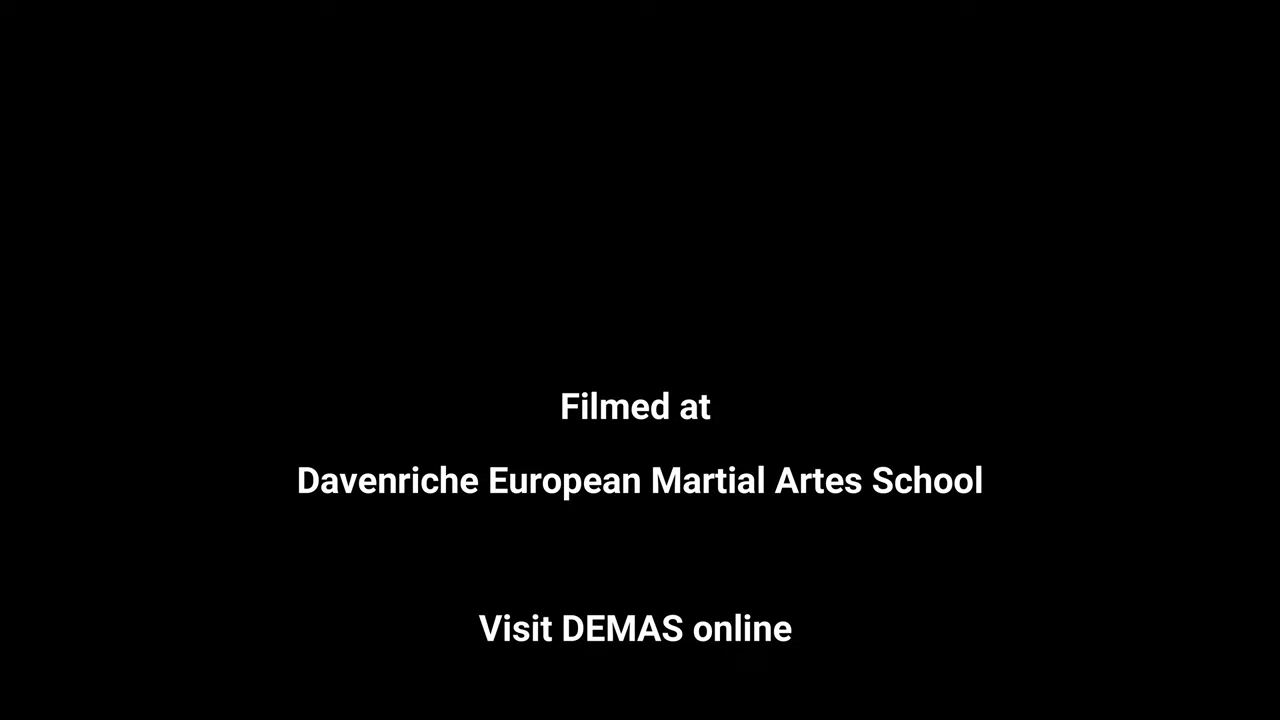 Filmed at
Davenriche European Martial Artes School
Visit DEMAS online